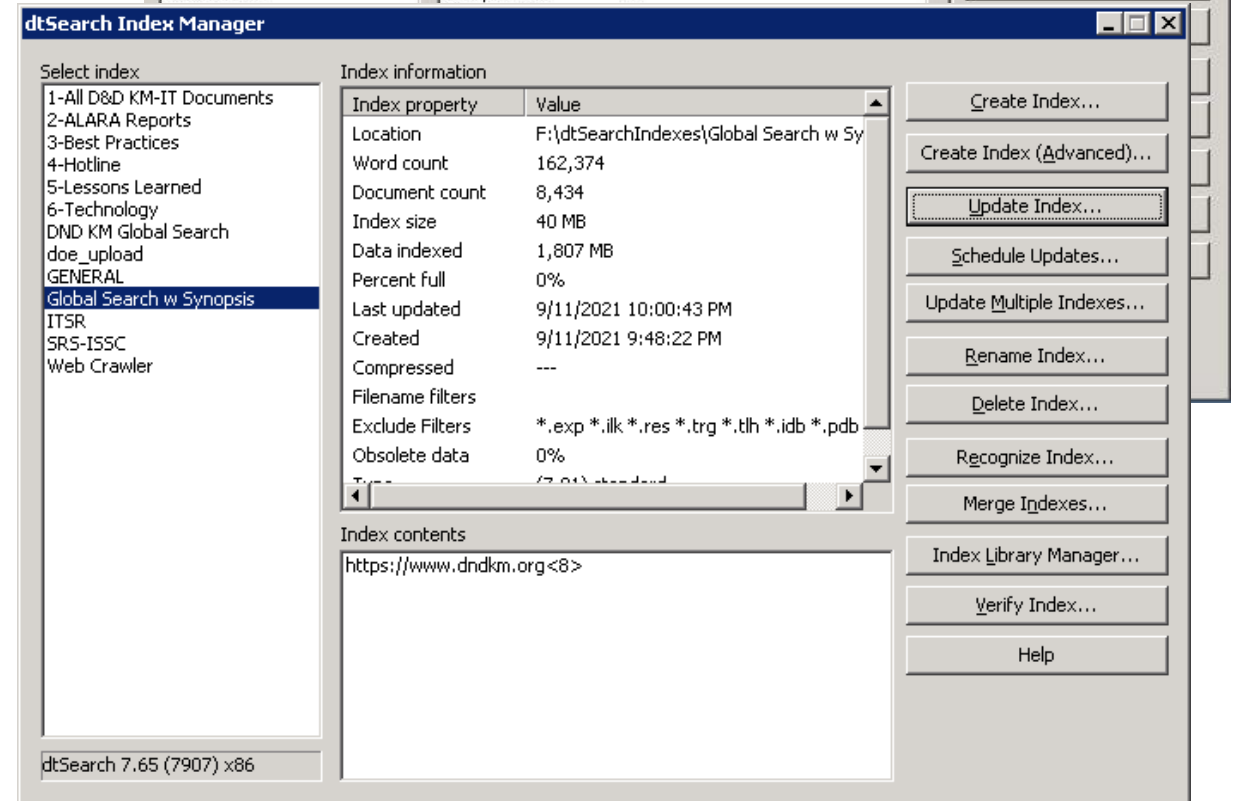 dtSearch Index Manager
Select index
1-All D&D KM-IT Documents
2-ALARA Reports
3-Best Practices
4-Hotline
5-Lessons Learned
6-Technology
DND KM Global Search
doe_upload
GENERAL
Global Search w Synopsis
ITSR
SRS-ISSC
Web Crawler
dtSearch 7.65 (7907) x86
Index information
Index property Value
Location F:\dtSearchIndexes\Global Search w Sy
Word count 162,374
Document count 8,434
Index size 40 MB
Data indexed 1,807 MB
Percent full 0%
Last updated 9/11/2021 10:00:43 PM
Created 9/11/2021 9:48:22 PM
Compressed ---
Filename filters
Exclude Filters *.exp *.ilk *.res *.trg *.tlh *.idb *.pdb
Obsolete data 0%
Index contents
https://www.dndkm.org<8>
Create Index...
Create Index (Advanced)...
Update Index...
Schedule Updates...
Update Multiple Indexes...
Rename Index...
Delete Index...
Recognize Index...
Merge Indexes...
Index Library Manager...
Verify Index...
Help